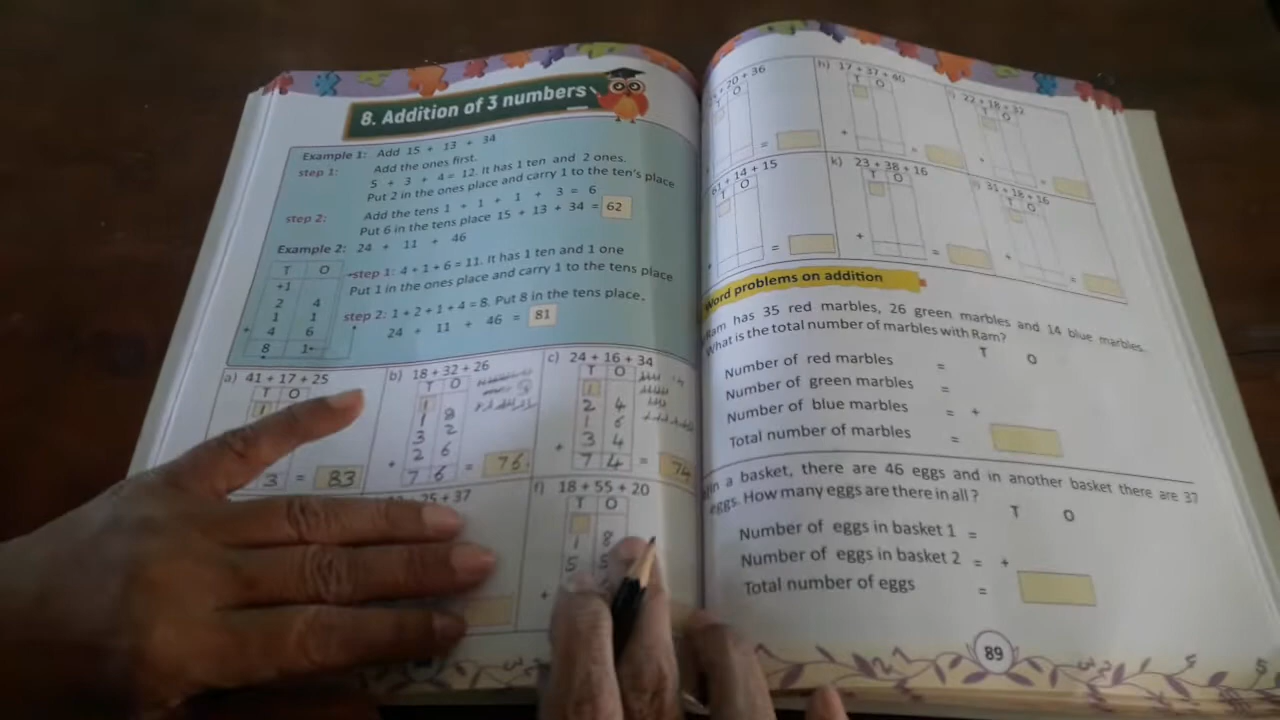 8. Addition of 3 numbers
Example 1: Add 15 + 13 + 34
step 1: Add the ones first.
5 + 3 + 4 = 12. It has 1 ten and 2 ones.
Put 2 in the ones place and carry 1 to the ten's place
step 2: Add the tens 1 + 1 + 1 + 3 = 6
Put 6 in the tens place 15 + 13 + 34 = 62
Example 2: 24 + 11 + 46
T O
+1
2 4
1 1
+ 4 6
8 1
step 1: 4 + 1 + 6 = 11. It has 1 ten and 1 one
Put 1 in the ones place and carry 1 to the tens place
step 2: 1 + 2 + 1 + 4 = 8. Put 8 in the tens place.
24 + 11 + 46 = 81
a) 41 + 17 + 25
T O
1
3 = 83
b) 18 + 32 + 26
T O
1
1 8
3 2
+ 2 6
7 6 = 76
c) 24 + 16 + 34
T O
1
2 4
1 6
+ 3 4
7 4 = 74
25 + 37
f) 18 + 55 + 20
T O
1 8
5 5
+
20 + 36
T O
=
h) 17 + 37 + 40
T O
+
=
22 + 18 + 32
T O
+
=
14 + 15
T O
+
=
k) 23 + 38 + 16
T O
+
=
31 + 18 + 16
T O
+
=
Word problems on addition
Ram has 35 red marbles, 26 green marbles and 14 blue marbles.
What is the total number of marbles with Ram?
T O
Number of red marbles =
Number of green marbles =
Number of blue marbles = +
Total number of marbles =
In a basket, there are 46 eggs and in another basket there are 37
eggs. How many eggs are there in all ?
T O
Number of eggs in basket 1 =
Number of eggs in basket 2 = +
Total number of eggs =
89